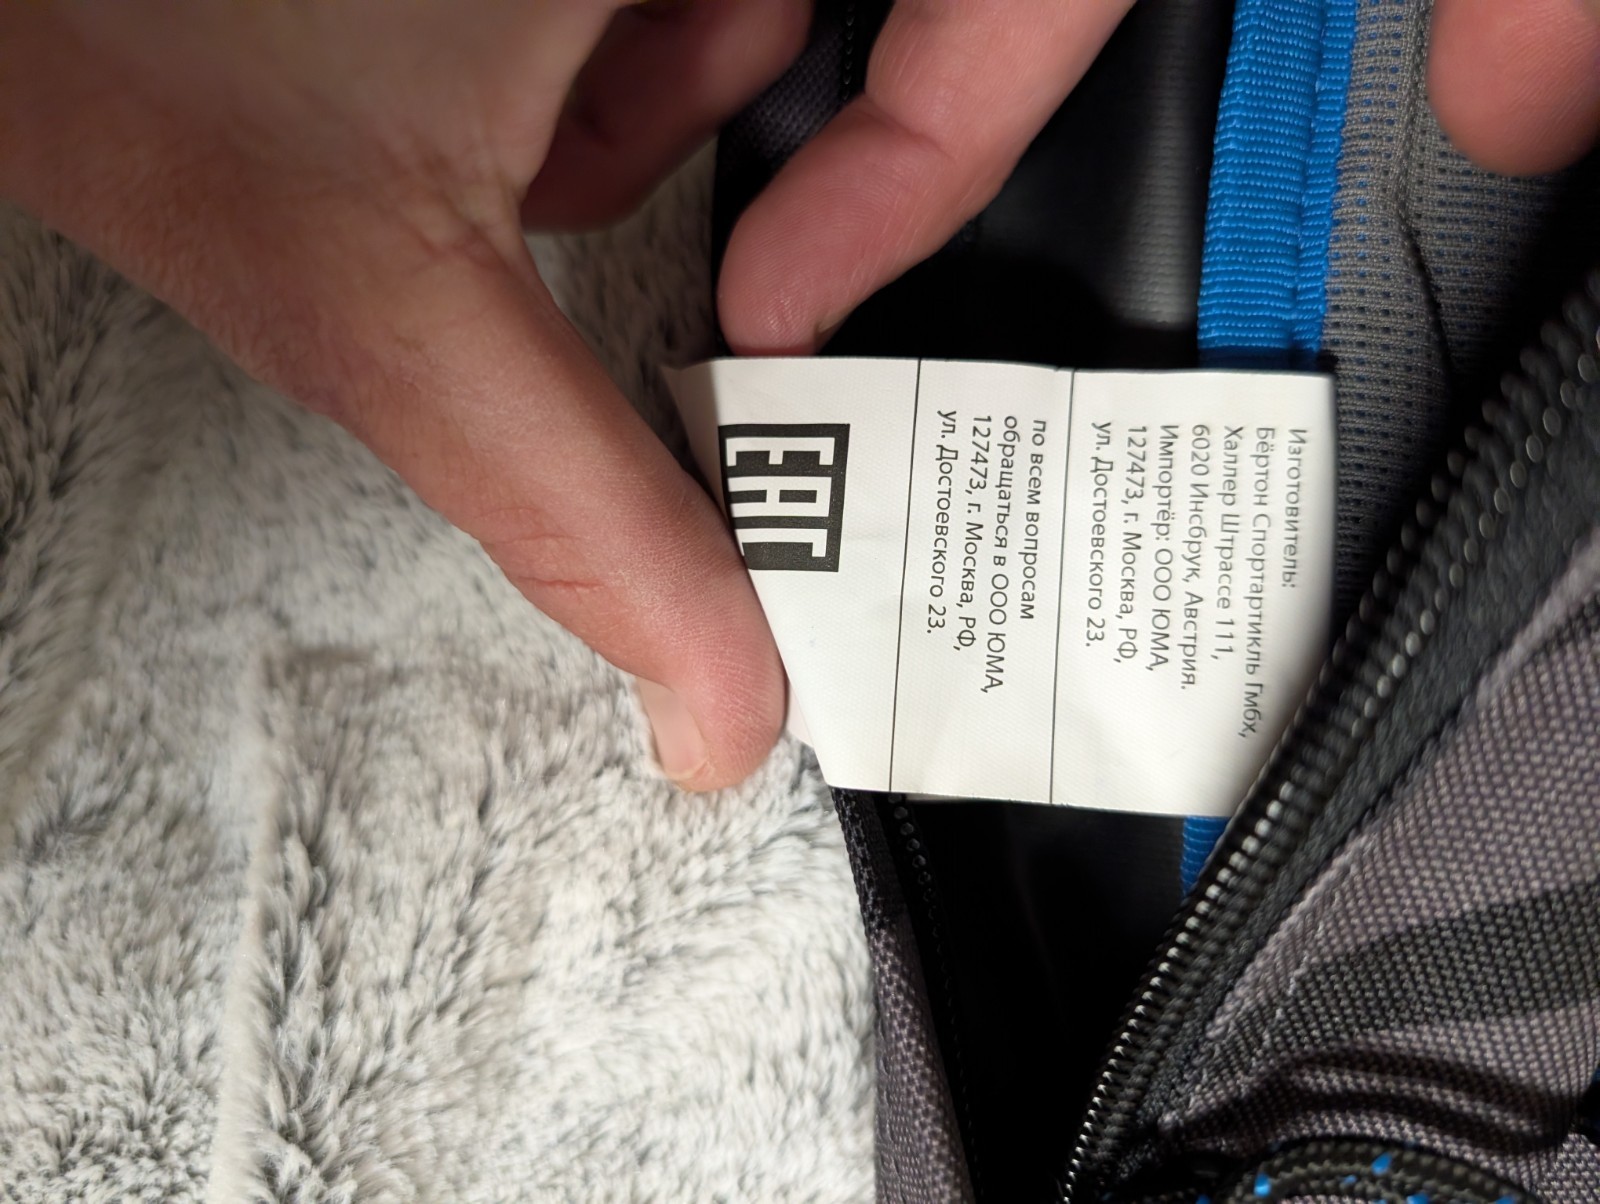 Изготовитель:
Бёртон Спортартикль Гмбх,
Халлер Штрассе 111,
6020 Инсбрук, Австрия.
Импортёр: ООО ЮМА,
127473, г. Москва, РФ,
ул. Достоевского 23.
по всем вопросам
обращаться в ООО ЮМА,
127473, г. Москва, РФ,
ул. Достоевского 23.
ЕАС